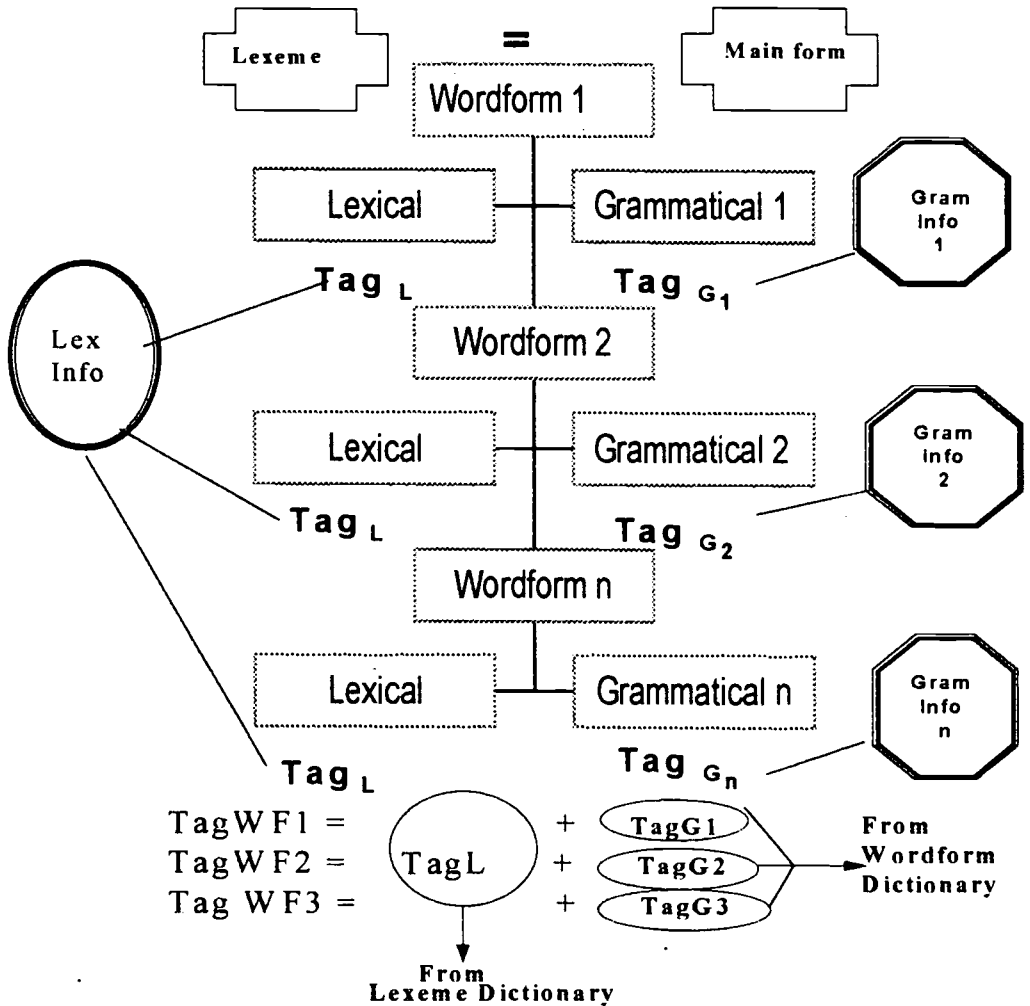 Lexeme
=
Main form
Wordform 1
Lexical
Grammatical 1
Gram
Info
1
Tag L
Tag G1
Lex
Info
Wordform 2
Lexical
Grammatical 2
Gram
Info
2
Tag L
Tag G2
Wordform n
Lexical
Grammatical n
Gram
Info
n
Tag L
Tag Gn
TagWF1 = + TagG1
TagWF2 = TagL + TagG2
Tag WF3 = + TagG3
From
Wordform
Dictionary
From
Lexeme Dictionary